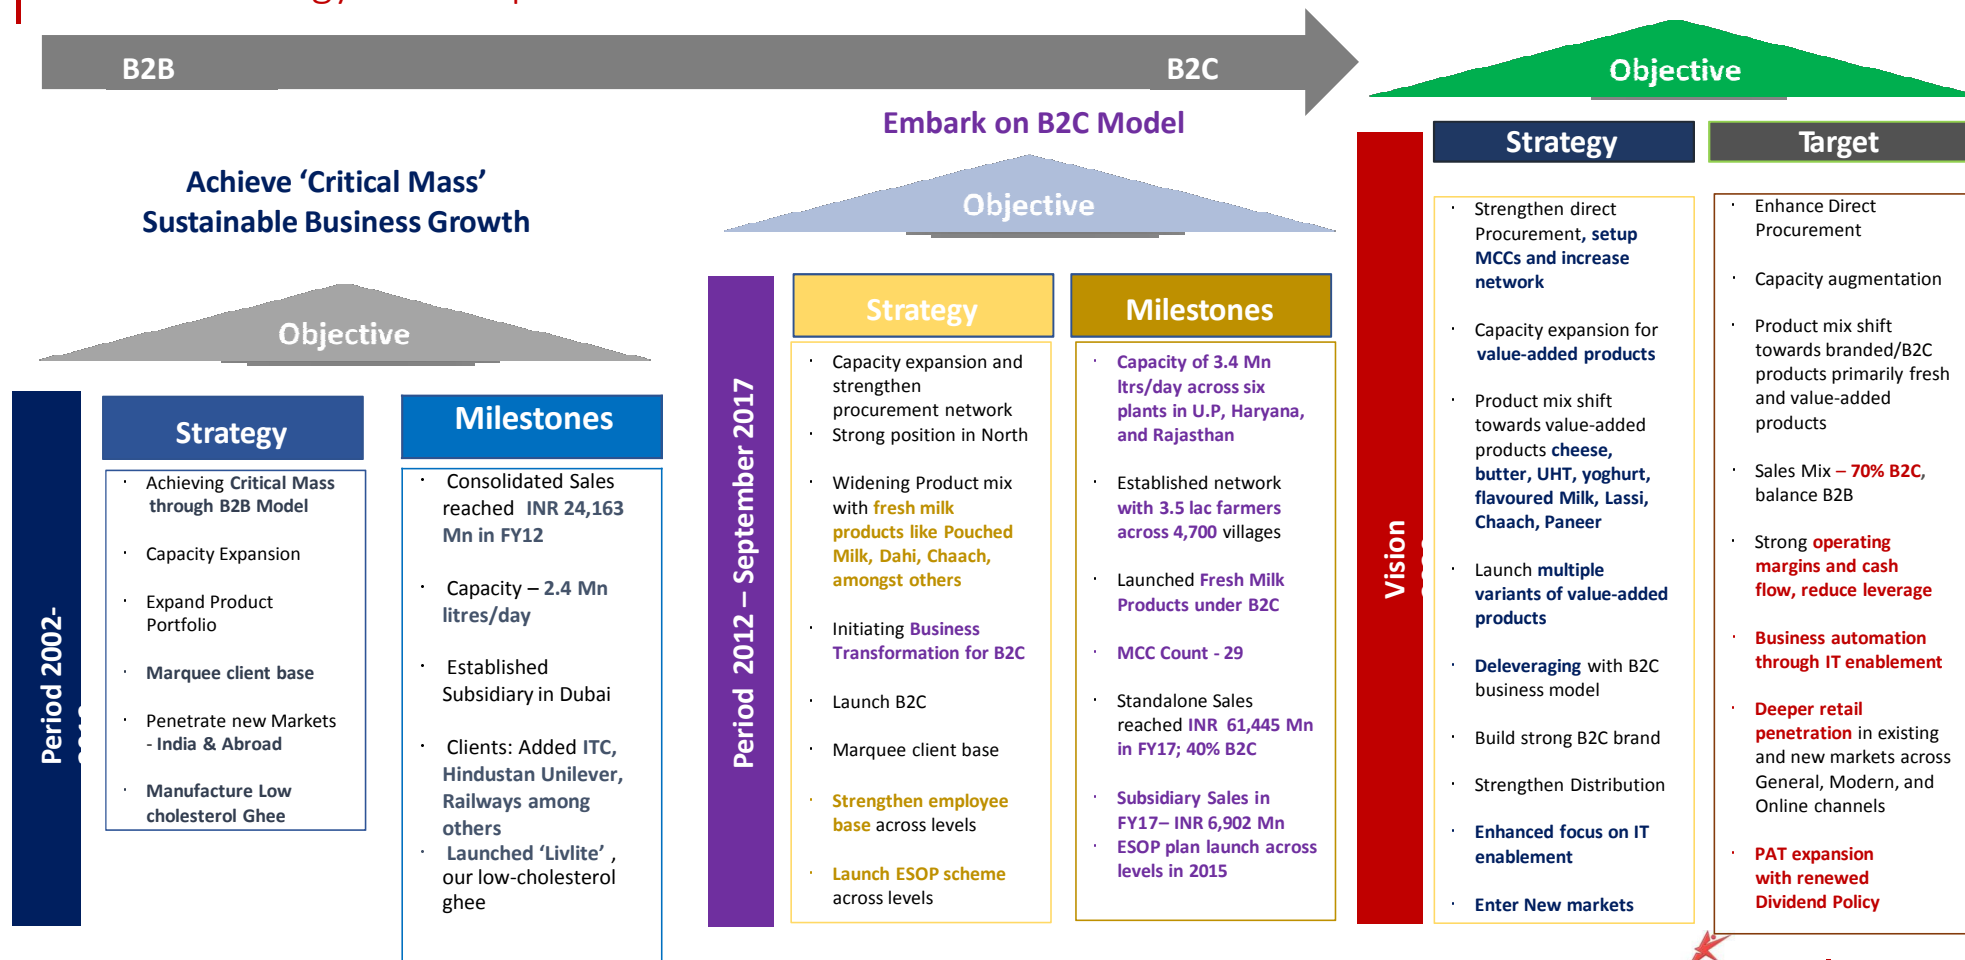 B2B
B2C
Achieve ‘Critical Mass’
Sustainable Business Growth
Objective
Period 2002-
Strategy
· Achieving Critical Mass
through B2B Model
· Capacity Expansion
· Expand Product
Portfolio
· Marquee client base
· Penetrate new Markets
- India & Abroad
· Manufacture Low
cholesterol Ghee
Milestones
· Consolidated Sales
reached INR 24,163
Mn in FY12
· Capacity – 2.4 Mn
litres/day
· Established
Subsidiary in Dubai
· Clients: Added ITC,
Hindustan Unilever,
Railways among
others
· Launched ‘Livlite’ ,
our low-cholesterol
ghee
Embark on B2C Model
Objective
Period 2012 – September 2017
Strategy
· Capacity expansion and
strengthen
procurement network
· Strong position in North
· Widening Product mix
with fresh milk
products like Pouched
Milk, Dahi, Chaach,
amongst others
· Initiating Business
Transformation for B2C
· Launch B2C
· Marquee client base
· Strengthen employee
base across levels
· Launch ESOP scheme
across levels
Milestones
· Capacity of 3.4 Mn
ltrs/day across six
plants in U.P, Haryana,
and Rajasthan
· Established network
with 3.5 lac farmers
across 4,700 villages
· Launched Fresh Milk
Products under B2C
· MCC Count - 29
· Standalone Sales
reached INR 61,445 Mn
in FY17; 40% B2C
· Subsidiary Sales in
FY17– INR 6,902 Mn
· ESOP plan launch across
levels in 2015
Objective
Vision
Strategy
· Strengthen direct
Procurement, setup
MCCs and increase
network
· Capacity expansion for
value-added products
· Product mix shift
towards value-added
products cheese,
butter, UHT, yoghurt,
flavoured Milk, Lassi,
Chaach, Paneer
· Launch multiple
variants of value-added
products
· Deleveraging with B2C
business model
· Build strong B2C brand
· Strengthen Distribution
· Enhanced focus on IT
enablement
· Enter New markets
Target
· Enhance Direct
Procurement
· Capacity augmentation
· Product mix shift
towards branded/B2C
products primarily fresh
and value-added
products
· Sales Mix – 70% B2C,
balance B2B
· Strong operating
margins and cash
flow, reduce leverage
· Business automation
through IT enablement
· Deeper retail
penetration in existing
and new markets across
General, Modern, and
Online channels
· PAT expansion
with renewed
Dividend Policy